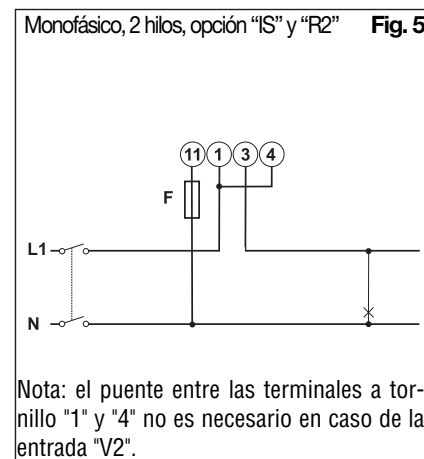 Monofásico, 2 hilos, opción “IS” y “R2” Fig. 5
11 1 3 4
F
L1
N
Nota: el puente entre las terminales a tor-
nillo "1" y "4" no es necesario en caso de la
entrada "V2".